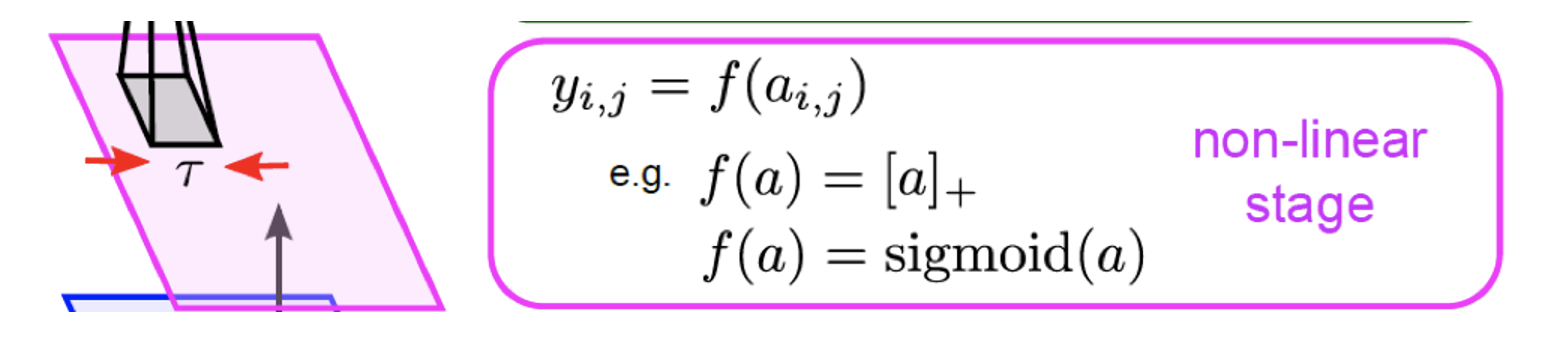 y_{i,j} = f(a_{i,j})
e.g. f(a) = [a]_+
f(a) = sigmoid(a)
non-linear
stage
τ